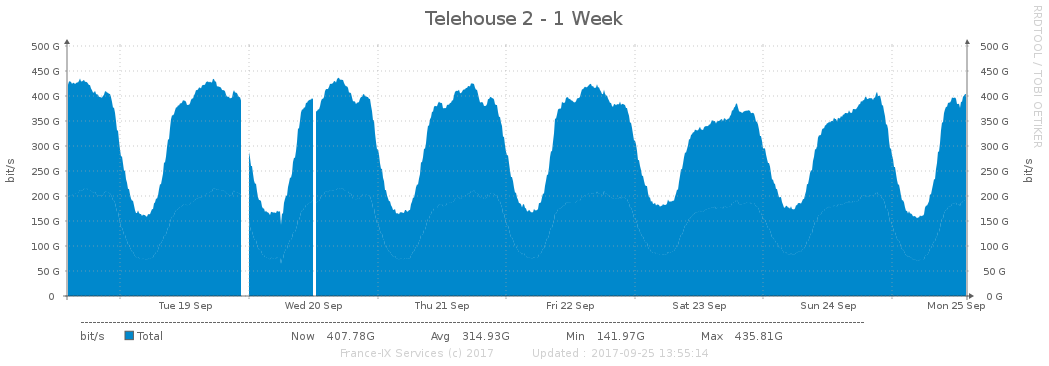 Telehouse 2 - 1 Week
RRDTOOL / TOBI OETIKER
bit/s
500 G
450 G
400 G
350 G
300 G
250 G
200 G
150 G
100 G
50 G
0
500 G
450 G
400 G
350 G
300 G
250 G
200 G
150 G
100 G
50 G
0 G
bit/s
Tue 19 Sep Wed 20 Sep Thu 21 Sep Fri 22 Sep Sat 23 Sep Sun 24 Sep Mon 25 Sep
bit/s Total Now 407.78G Avg 314.93G Min 141.97G Max 435.81G
France-IX Services (c) 2017 Updated : 2017-09-25 13:55:14